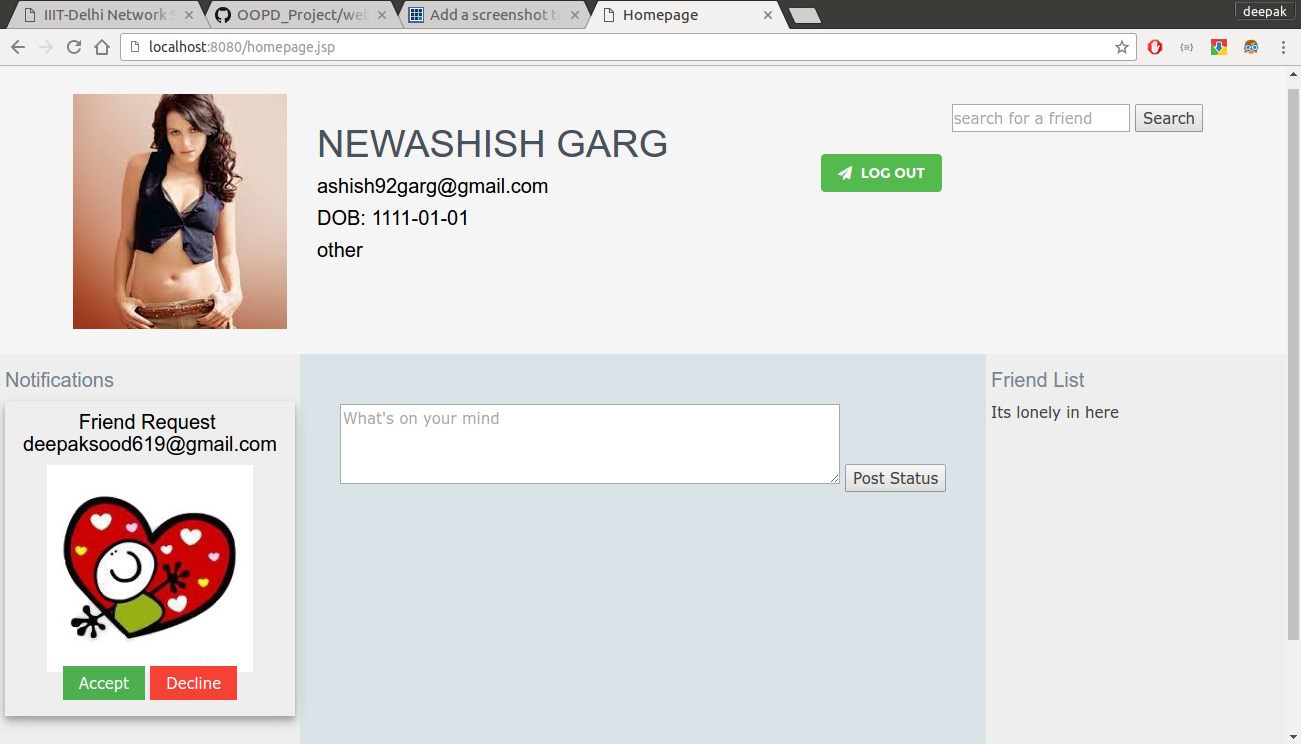 IIIT-Delhi Network S
OOPD_Project/web
Add a screenshot to
Homepage
deepak
localhost:8080/homepage.jsp
search for a friend
Search
NEWASHISH GARG
LOG OUT
ashish92garg@gmail.com
DOB: 1111-01-01
other
Notifications
Friend Request
deepaksood619@gmail.com
Accept
Decline
What's on your mind
Post Status
Friend List
Its lonely in here